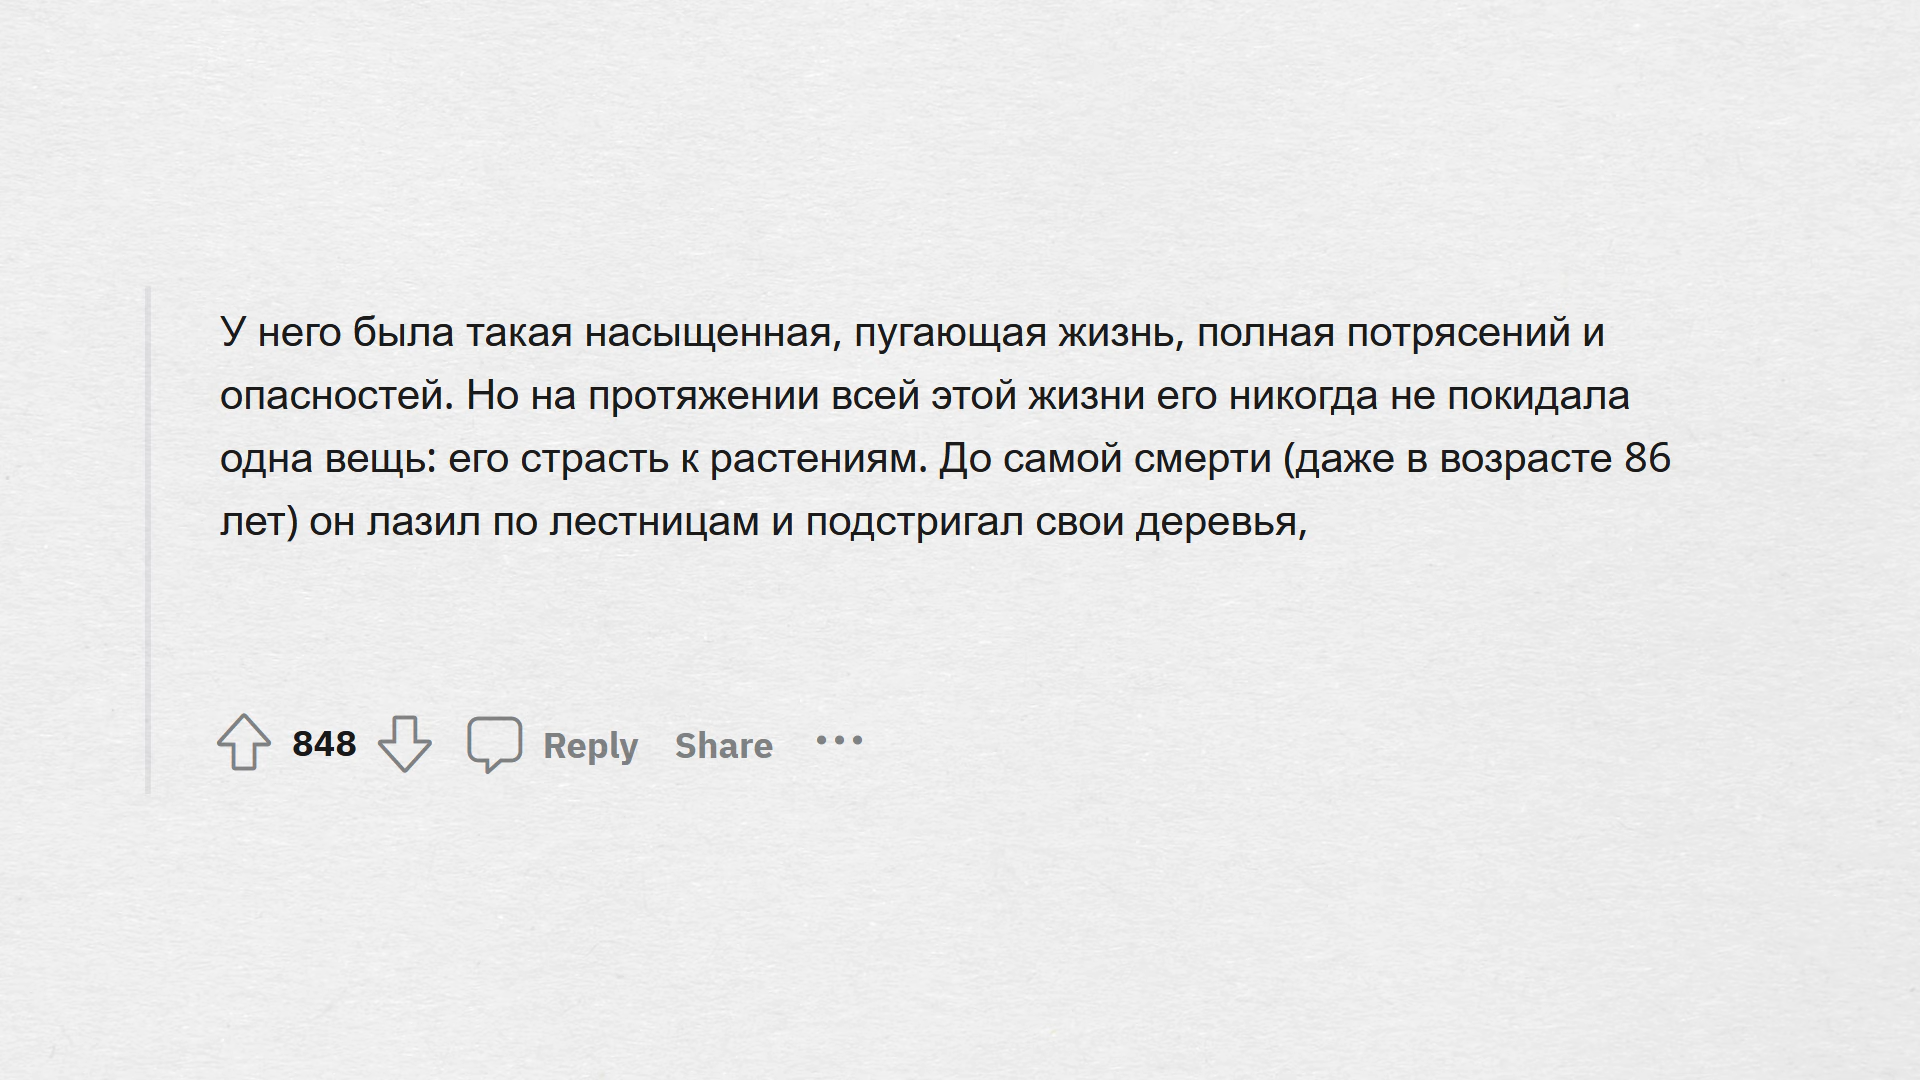 У него была такая насыщенная, пугающая жизнь, полная потрясений и
опасностей. Но на протяжении всей этой жизни его никогда не покидала
одна вещь: его страсть к растениям. До самой смерти (даже в возрасте 86
лет) он лазил по лестницам и подстригал свои деревья,
848 Reply Share